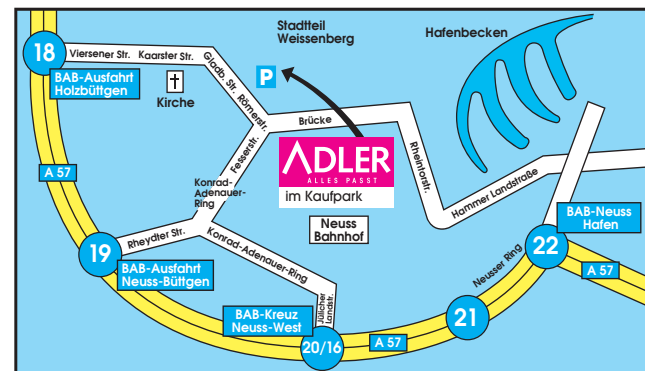 Stadtteil
Weissenberg
Hafenbecken
18
Viersener Str.
Kaarster Str.
Gladb. Str.
Römerstr.
P
BAB-Ausfahrt
Holzbüttgen
Kirche
Brücke
Fesserstr.
Rheintorstr.
ADLER
ALLES PASST
im Kaufpark
A 57
Konrad-
Adenauer-
Ring
Hammer Landstraße
Neuss
Bahnhof
BAB-Neuss
Hafen
Rheydter Str.
Konrad-Adenauer-Ring
19
22
BAB-Ausfahrt
Neuss-Büttgen
Neusser Ring
A 57
Jülicher
Landstr.
BAB-Kreuz
Neuss-West
21
20/16
A 57